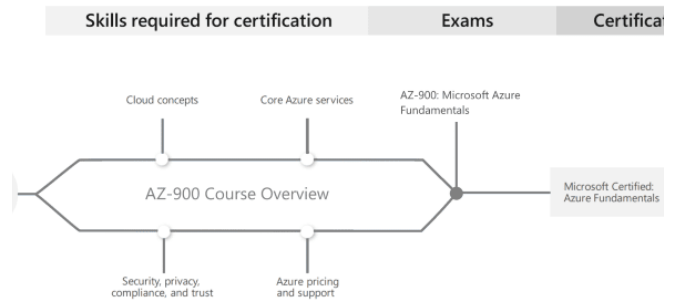 Skills required for certification
Exams
Cloud concepts
Core Azure services
AZ-900: Microsoft Azure
Fundamentals
AZ-900 Course Overview
Microsoft Certified:
Azure Fundamentals
Security, privacy,
compliance, and trust
Azure pricing
and support